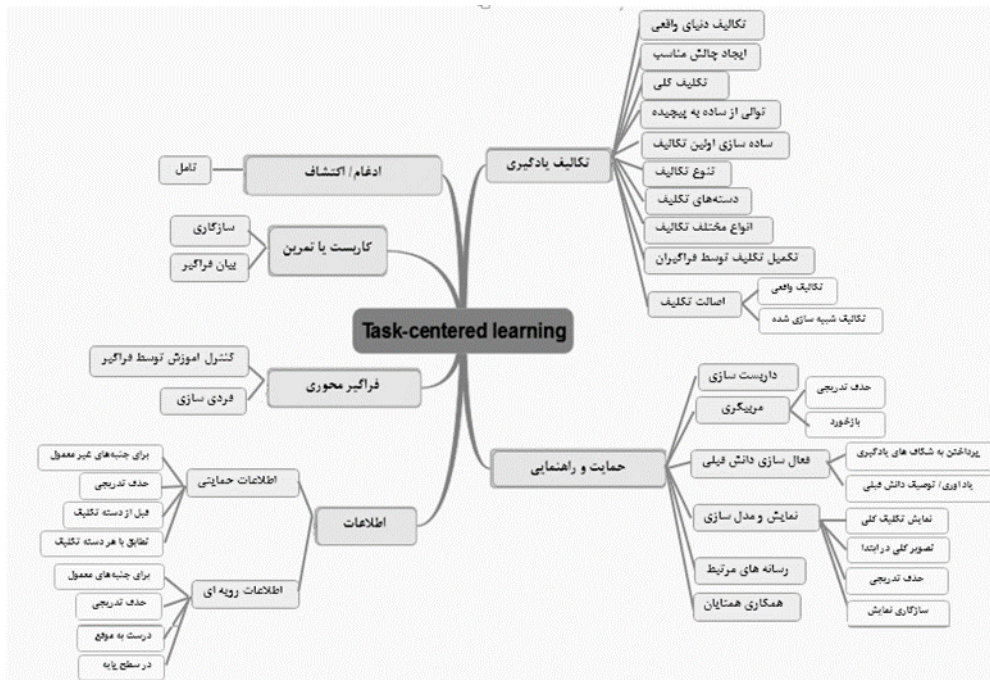 تکالیف دنیای واقعی
ایجاد چالش مناسب
تکلیف کلی
توالی از ساده به پیچیده
ساده سازی اولین تکالیف
تنوع تکالیف
دسته‌های تکلیف
انواع مختلف تکالیف
تکمیل تکلیف توسط فراگیران
اصالت تکلیف
تکالیف واقعی
تکالیف شبیه سازی شده
تکالیف یادگیری
ادغام/ اکتشاف
تامل
کاربست یا تمرین
سازگاری
بیان فراگیر
Task-centered learning
فراگیر محوری
کنترل اموزش توسط فراگیر
فردی سازی
حمایت و راهنمایی
داربست سازی
مربیگری
حذف تدریجی
بازخورد
فعال سازی دانش قبلی
پرداختن به شکاف های یادگیری
یاد اوری/ توصیف دانش قبلی
نمایش و مدل سازی
نمایش تکلیف کلی
تصویر کلی در ابتدا
حذف تدریجی
سازگاری نمایش
رسانه های مرتبط
همکاری همتایان
اطلاعات
اطلاعات حمایتی
برای جنبه‌های غیر معمول
حذف تدریجی
قبل از دسته تکلیف
تطابق با هر دسته تکلیف
اطلاعات رویه ای
برای جنبه‌های معمول
حذف تدریجی
درست به موقع
در سطح پایه